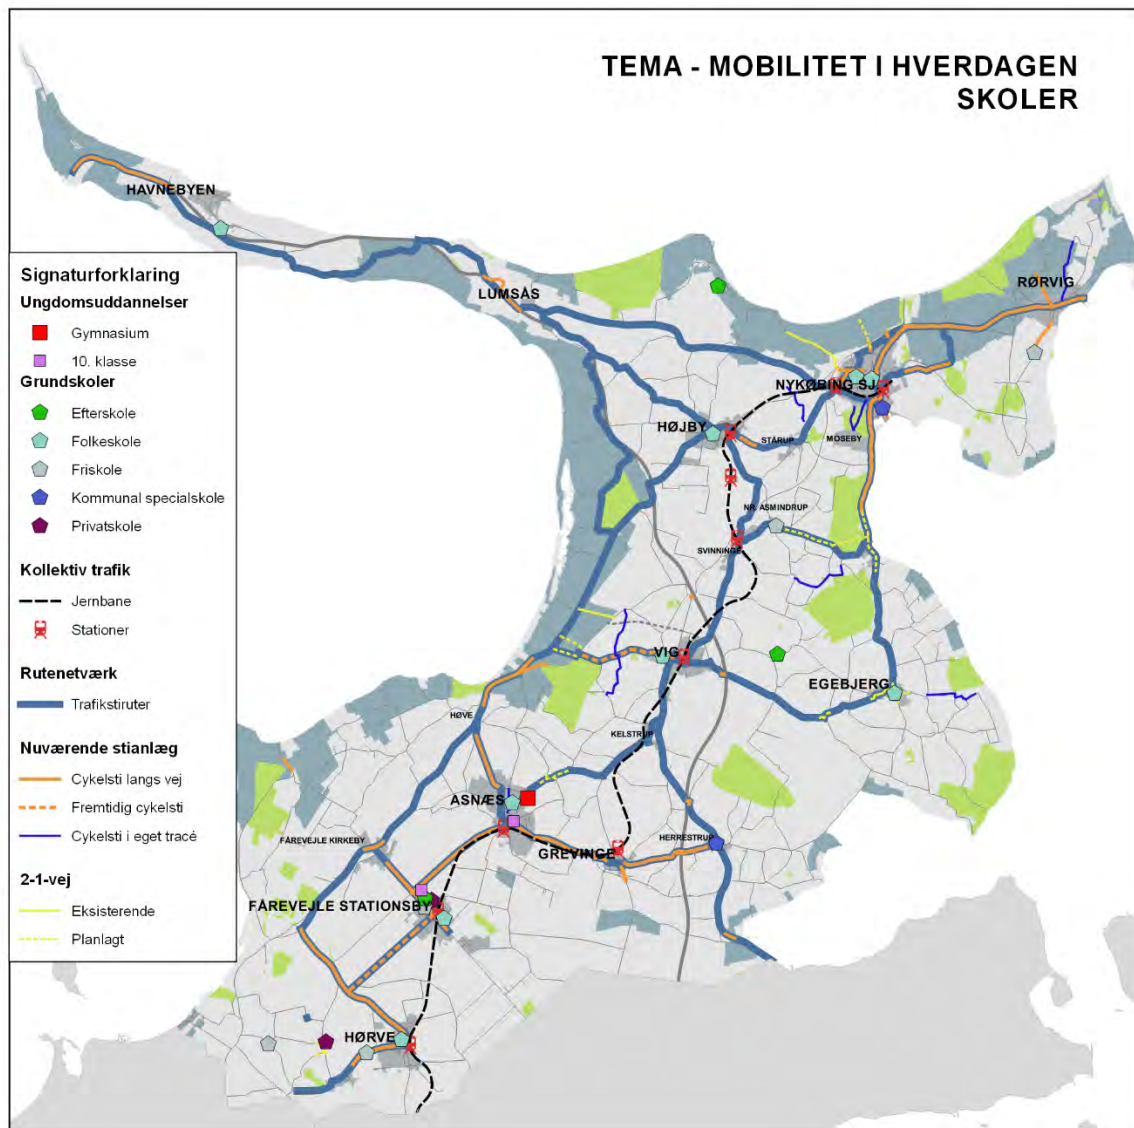 TEMA - MOBILITET I HVERDAGEN
SKOLER
HAVNEBYEN
LUMSÅS
RØRVIG
NYKØBING SJ.
HØJBY
STÅRUP
MOSEBY
NR. ASMINDRUP
SVINNINGE
VIG
EGEBJERG
HØVE
KELSTRUP
ASNÆS
FÅREVEJLE KIRKEBY
GREVINGE
HERRESTRUP
FÅREVEJLE STATIONSBY
HØRVE
Signaturforklaring
Ungdomsuddannelser
Gymnasium
10. klasse
Grundskoler
Efterskole
Folkeskole
Friskole
Kommunal specialskole
Privatskole
Kollektiv trafik
Jernbane
Stationer
Rutenetværk
Trafikstiruter
Nuværende stianlæg
Cykelsti langs vej
Fremtidig cykelsti
Cykelsti i eget tracé
2-1-vej
Eksisterende
Planlagt